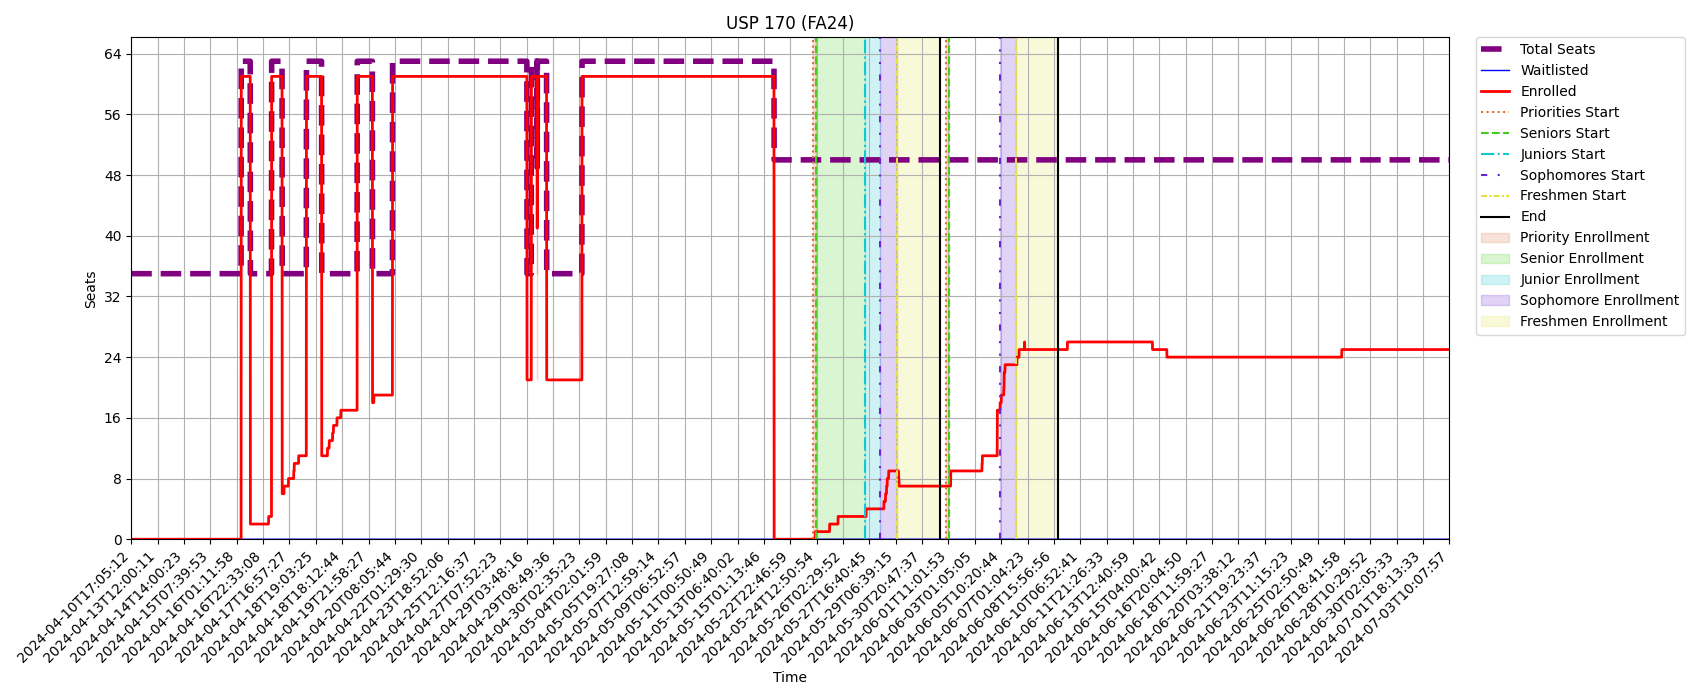 USP 170 (FA24)
64
56
48
40
32
24
16
8
0
Seats
2024-04-10T17:05:12
2024-04-13T12:00:11
2024-04-14T14:00:23
2024-04-15T07:39:53
2024-04-16T01:11:58
2024-04-16T22:33:08
2024-04-17T16:57:27
2024-04-18T19:03:25
2024-04-18T18:12:44
2024-04-19T21:58:27
2024-04-20T08:05:44
2024-04-22T01:29:30
2024-04-23T18:52:06
2024-04-25T12:16:37
2024-04-27T07:52:23
2024-04-29T03:48:16
2024-04-29T08:49:36
2024-04-30T02:35:23
2024-05-04T02:01:59
2024-05-05T19:27:08
2024-05-07T12:59:14
2024-05-09T06:52:57
2024-05-11T00:50:49
2024-05-13T06:40:02
2024-05-15T01:13:46
2024-05-22T22:46:59
2024-05-24T12:50:54
2024-05-26T02:29:52
2024-05-27T16:40:45
2024-05-29T06:39:15
2024-05-30T20:47:37
2024-06-01T11:01:53
2024-06-03T01:05:05
2024-06-05T10:20:44
2024-06-07T01:04:23
2024-06-08T15:56:56
2024-06-10T06:52:41
2024-06-11T21:26:33
2024-06-13T12:40:59
2024-06-15T04:00:42
2024-06-16T20:04:50
2024-06-18T11:59:27
2024-06-20T03:38:12
2024-06-21T19:23:37
2024-06-23T11:15:23
2024-06-25T02:50:49
2024-06-26T18:41:58
2024-06-28T10:29:52
2024-06-30T02:05:33
2024-07-01T18:13:33
2024-07-03T10:07:57
Time
Total Seats
Waitlisted
Enrolled
Priorities Start
Seniors Start
Juniors Start
Sophomores Start
Freshmen Start
End
Priority Enrollment
Senior Enrollment
Junior Enrollment
Sophomore Enrollment
Freshmen Enrollment